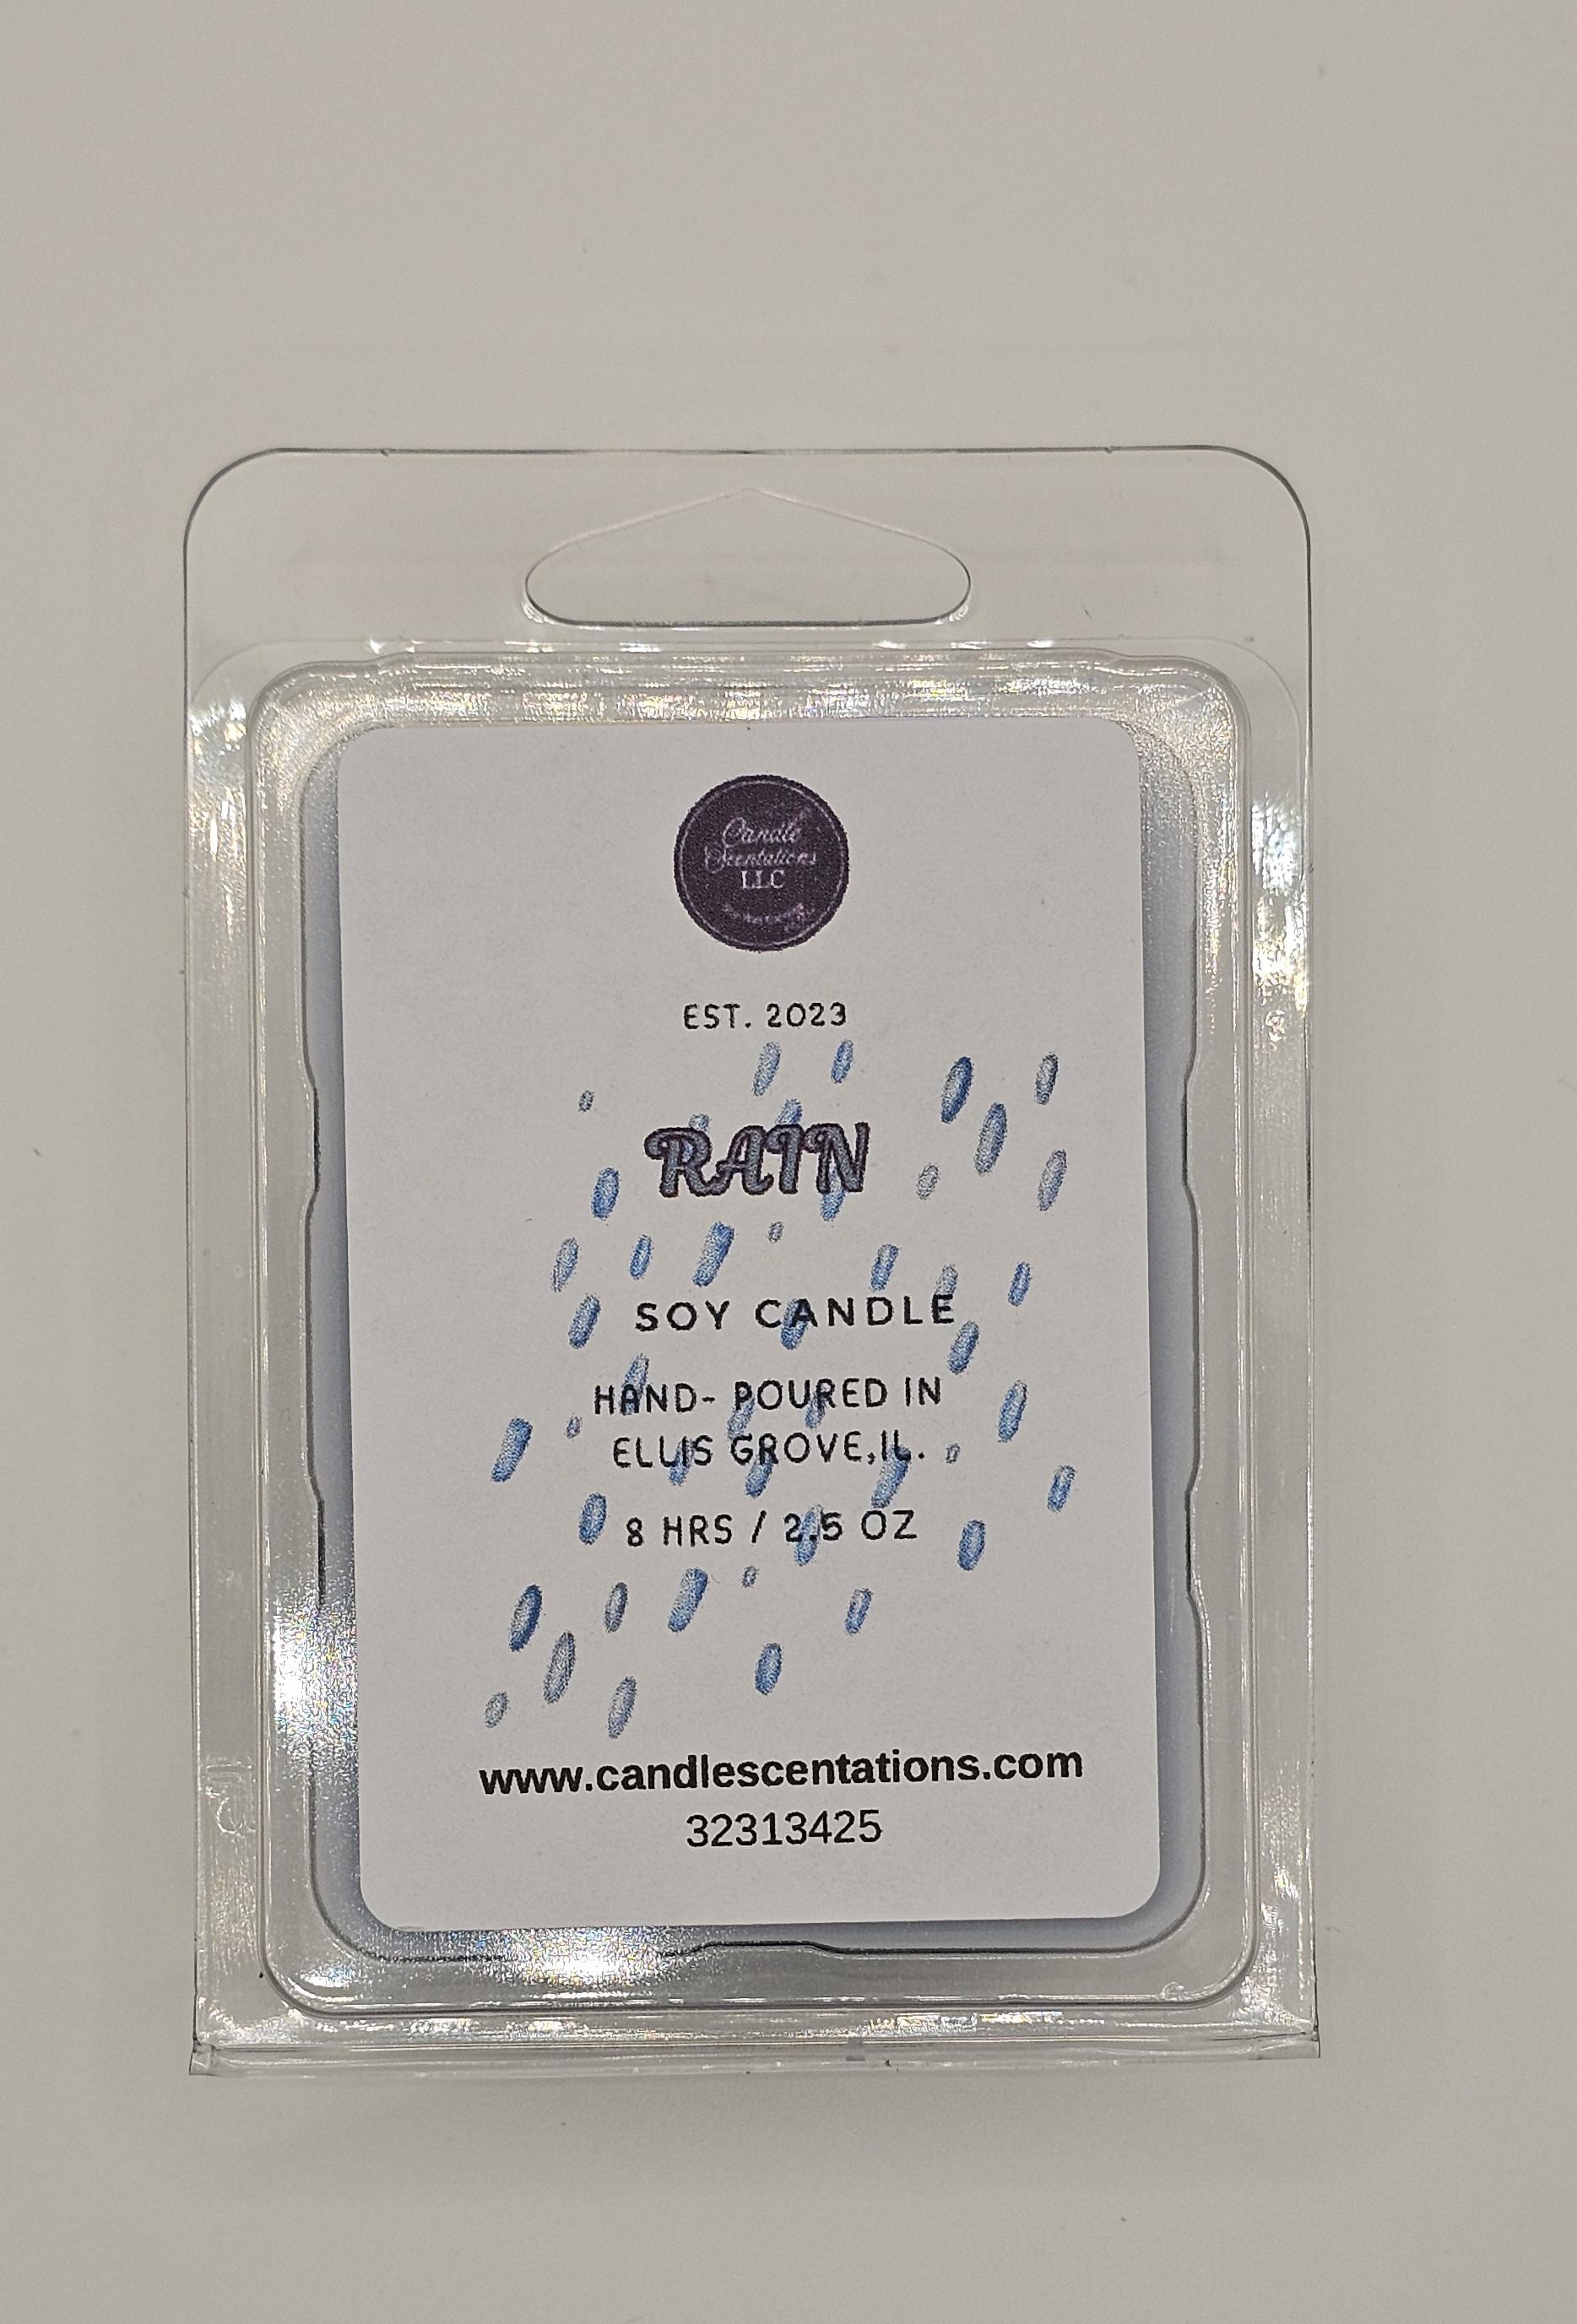 Candle
Scentations
LLC
EST. 2023
RAIN
SOY CANDLE
HAND- POURED IN
ELLIS GROVE,IL.
8 HRS / 2.5 OZ
www.candlescentations.com
32313425